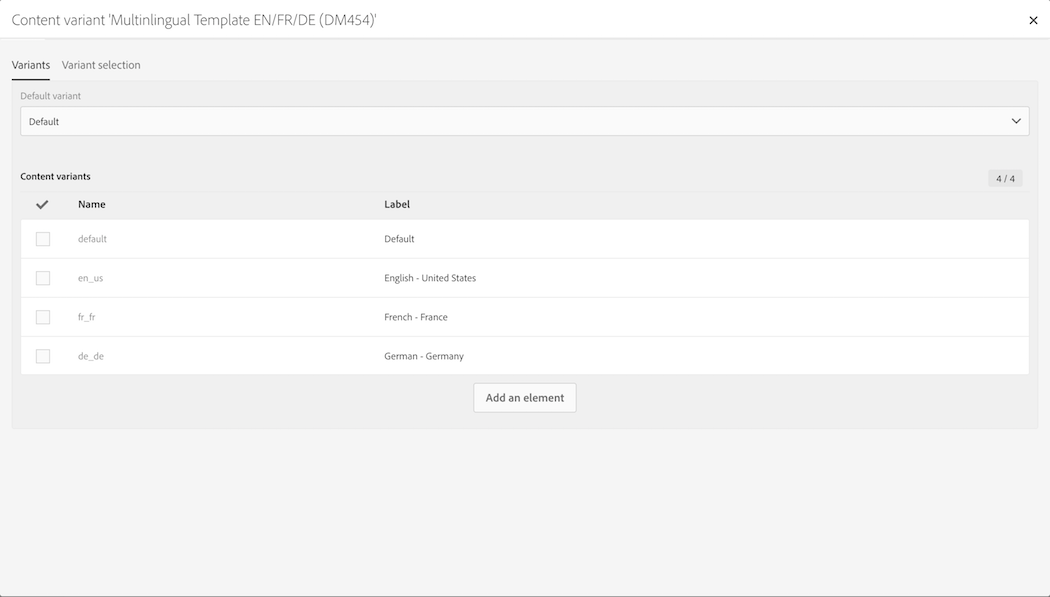 Content variant 'Multinlingual Template EN/FR/DE (DM454)'
Variants Variant selection
Default variant
Default
Content variants 4 / 4
Name Label
default Default
en_us English - United States
fr_fr French - France
de_de German - Germany
Add an element